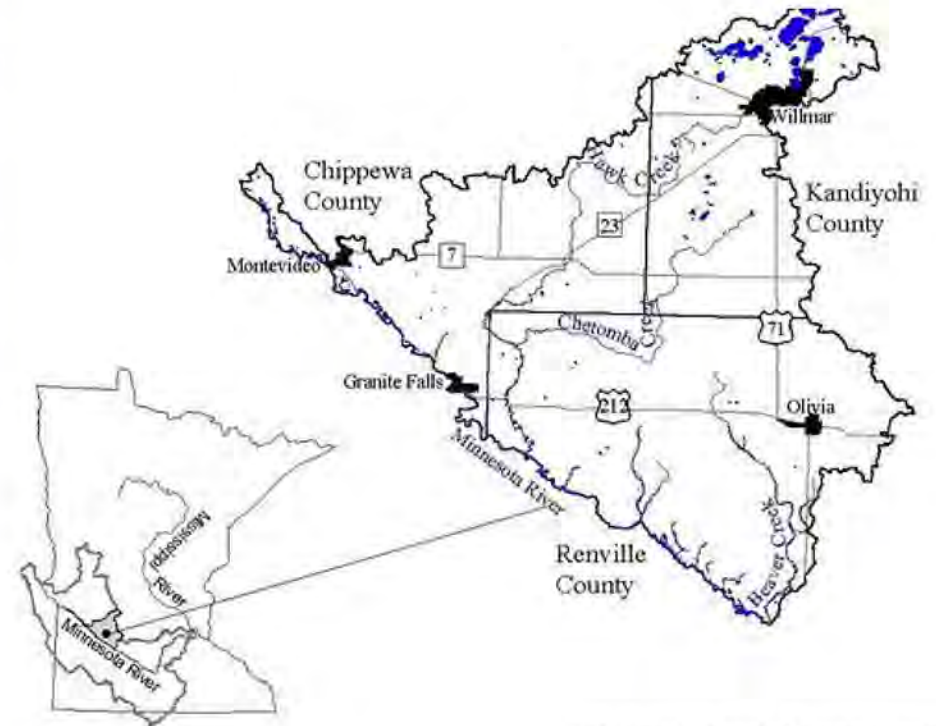 Willmar
Hawk Creek
Chippewa
County
Kandiyohi
County
23
7
Montevideo
Chetomba
Creek
71
Granite Falls
212
Olivia
Minnesota River
Mississippi
River
Renville
County
Beaver Creek
Minnesota River